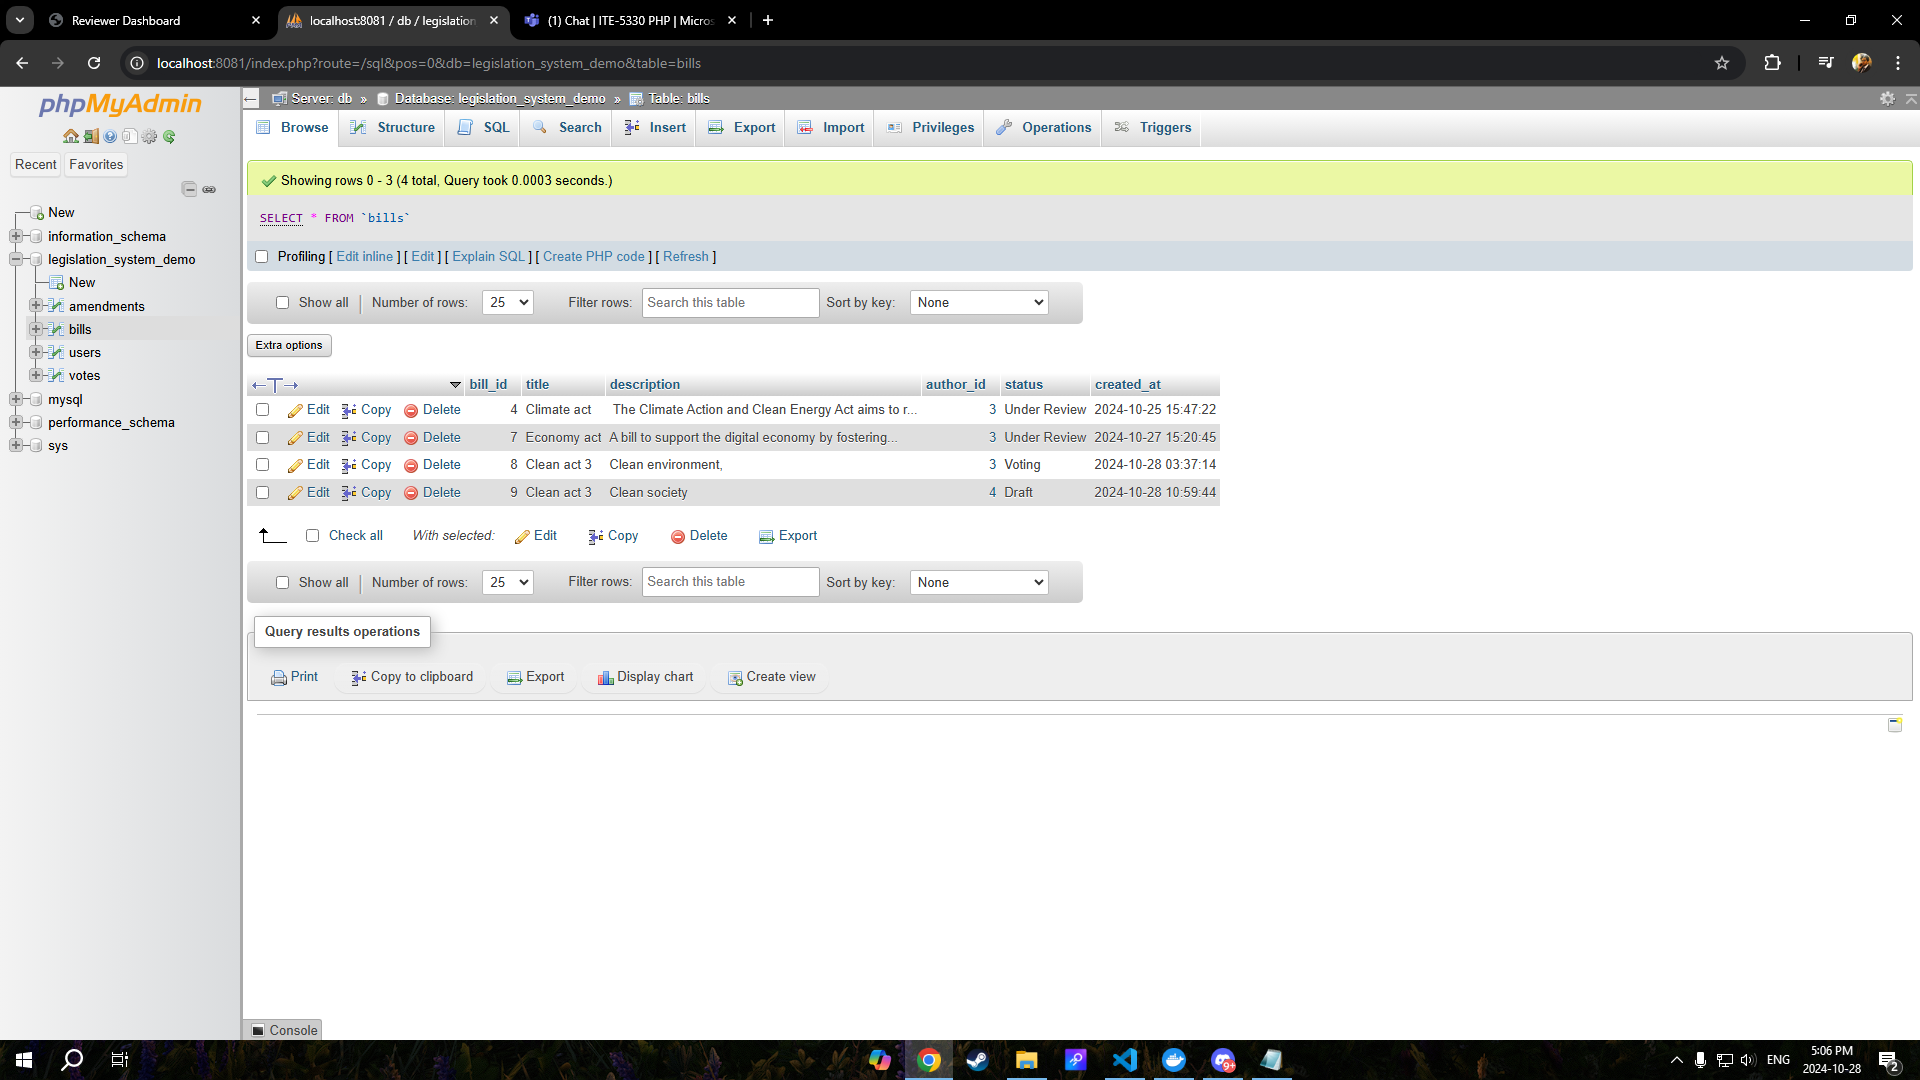 Reviewer Dashboard
localhost:8081 / db / legislation
(1) Chat | ITE-5330 PHP | Micros
localhost:8081/index.php?route=/sql&pos=0&db=legislation_system_demo&table=bills
phpMyAdmin
Recent Favorites
New
information_schema
legislation_system_demo
New
amendments
bills
users
votes
mysql
performance_schema
sys
Server: db » Database: legislation_system_demo » Table: bills
Browse Structure SQL Search Insert Export Import Privileges Operations Triggers
Showing rows 0 - 3 (4 total, Query took 0.0003 seconds.)
SELECT * FROM `bills`
Profiling [ Edit inline ] [ Edit ] [ Explain SQL ] [ Create PHP code ] [ Refresh ]
Show all Number of rows: 25 Filter rows: Search this table Sort by key: None
Extra options
bill_id title description author_id status created_at
Edit Copy Delete 4 Climate act The Climate Action and Clean Energy Act aims to r... 3 Under Review 2024-10-25 15:47:22
Edit Copy Delete 7 Economy act A bill to support the digital economy by fostering... 3 Under Review 2024-10-27 15:20:45
Edit Copy Delete 8 Clean act 3 Clean environment, 3 Voting 2024-10-28 03:37:14
Edit Copy Delete 9 Clean act 3 Clean society 4 Draft 2024-10-28 10:59:44
Check all With selected: Edit Copy Delete Export
Show all Number of rows: 25 Filter rows: Search this table Sort by key: None
Query results operations
Print Copy to clipboard Export Display chart Create view
Console
9+
ENG
5:06 PM
2024-10-28
2